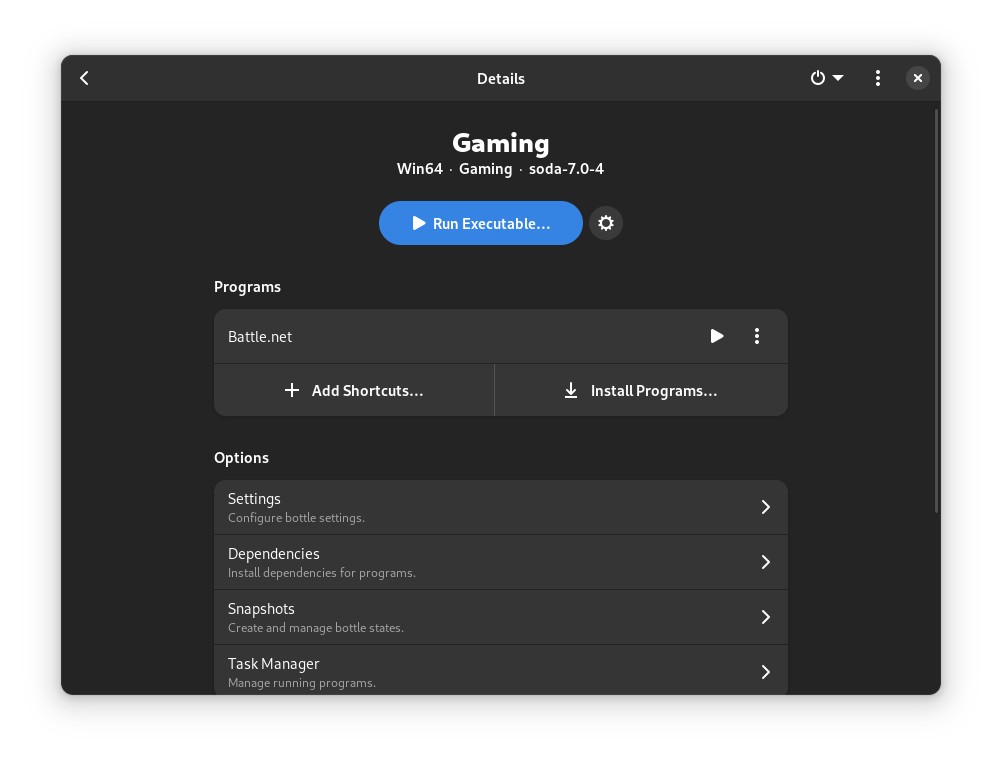 Details
Gaming
Win64 · Gaming · soda-7.0-4
Run Executable...
Programs
Battle.net
Add Shortcuts... Install Programs...
Options
Settings
Configure bottle settings.
Dependencies
Install dependencies for programs.
Snapshots
Create and manage bottle states.
Task Manager
Manage running programs.